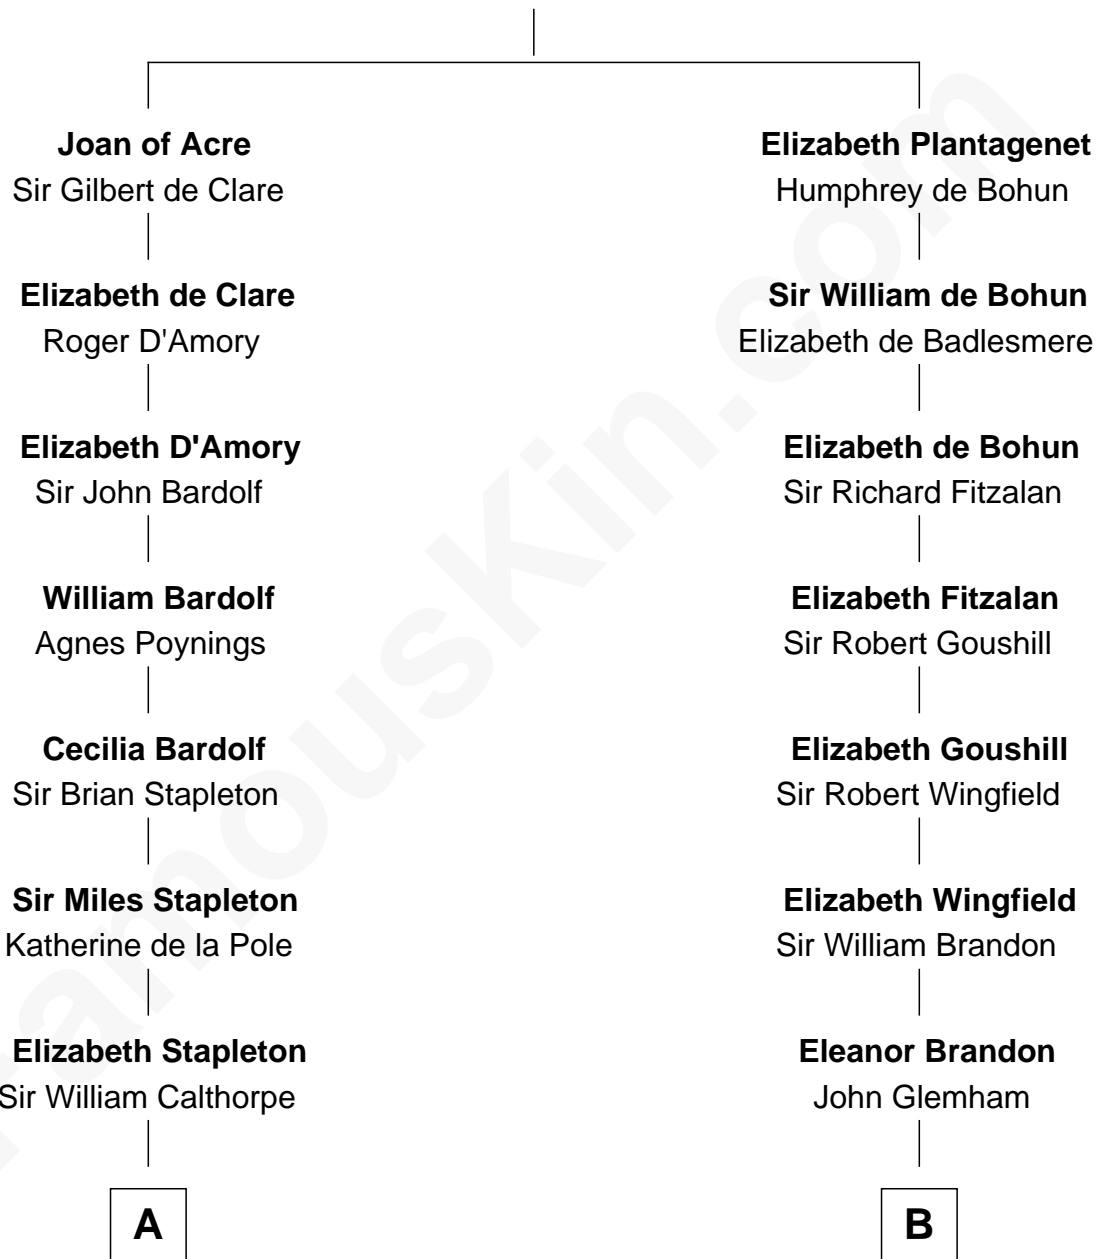 Joan of Acre
Sir Gilbert de Clare
Elizabeth de Clare
Roger D'Amory
Elizabeth D'Amory
Sir John Bardolf
William Bardolf
Agnes Poynings
Cecilia Bardolf
Sir Brian Stapleton
Sir Miles Stapleton
Katherine de la Pole
Elizabeth Stapleton
Sir William Calthorpe
A
Elizabeth Plantagenet
Humphrey de Bohun
Sir William de Bohun
Elizabeth de Badlesmere
Elizabeth de Bohun
Sir Richard Fitzalan
Elizabeth Fitzalan
Sir Robert Goushill
Elizabeth Goushill
Sir Robert Wingfield
Elizabeth Wingfield
Sir William Brandon
Eleanor Brandon
John Glemham
B
FamousKin.com